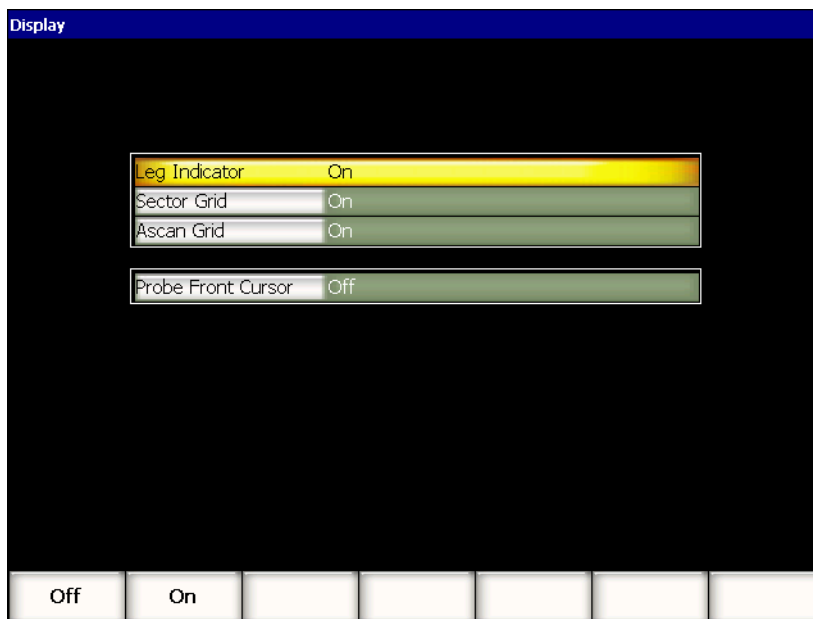 Display
Leg Indicator On
Sector Grid On
Ascan Grid On
Probe Front Cursor Off
Off On